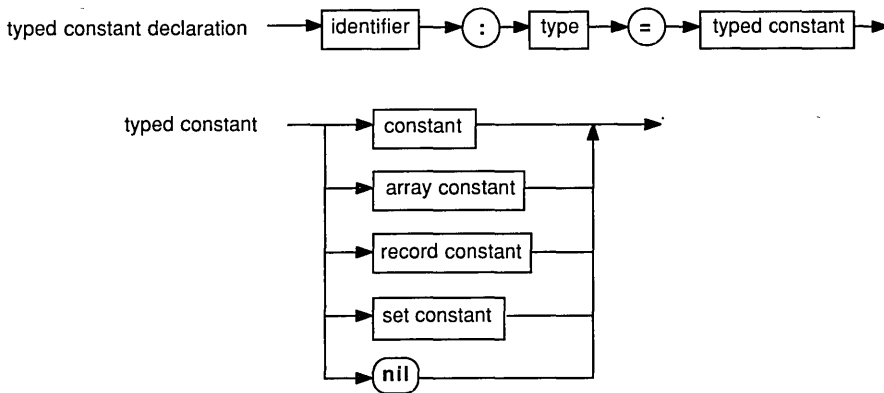 typed constant declaration identifier : type = typed constant
typed constant constant
array constant
record constant
set constant
nil